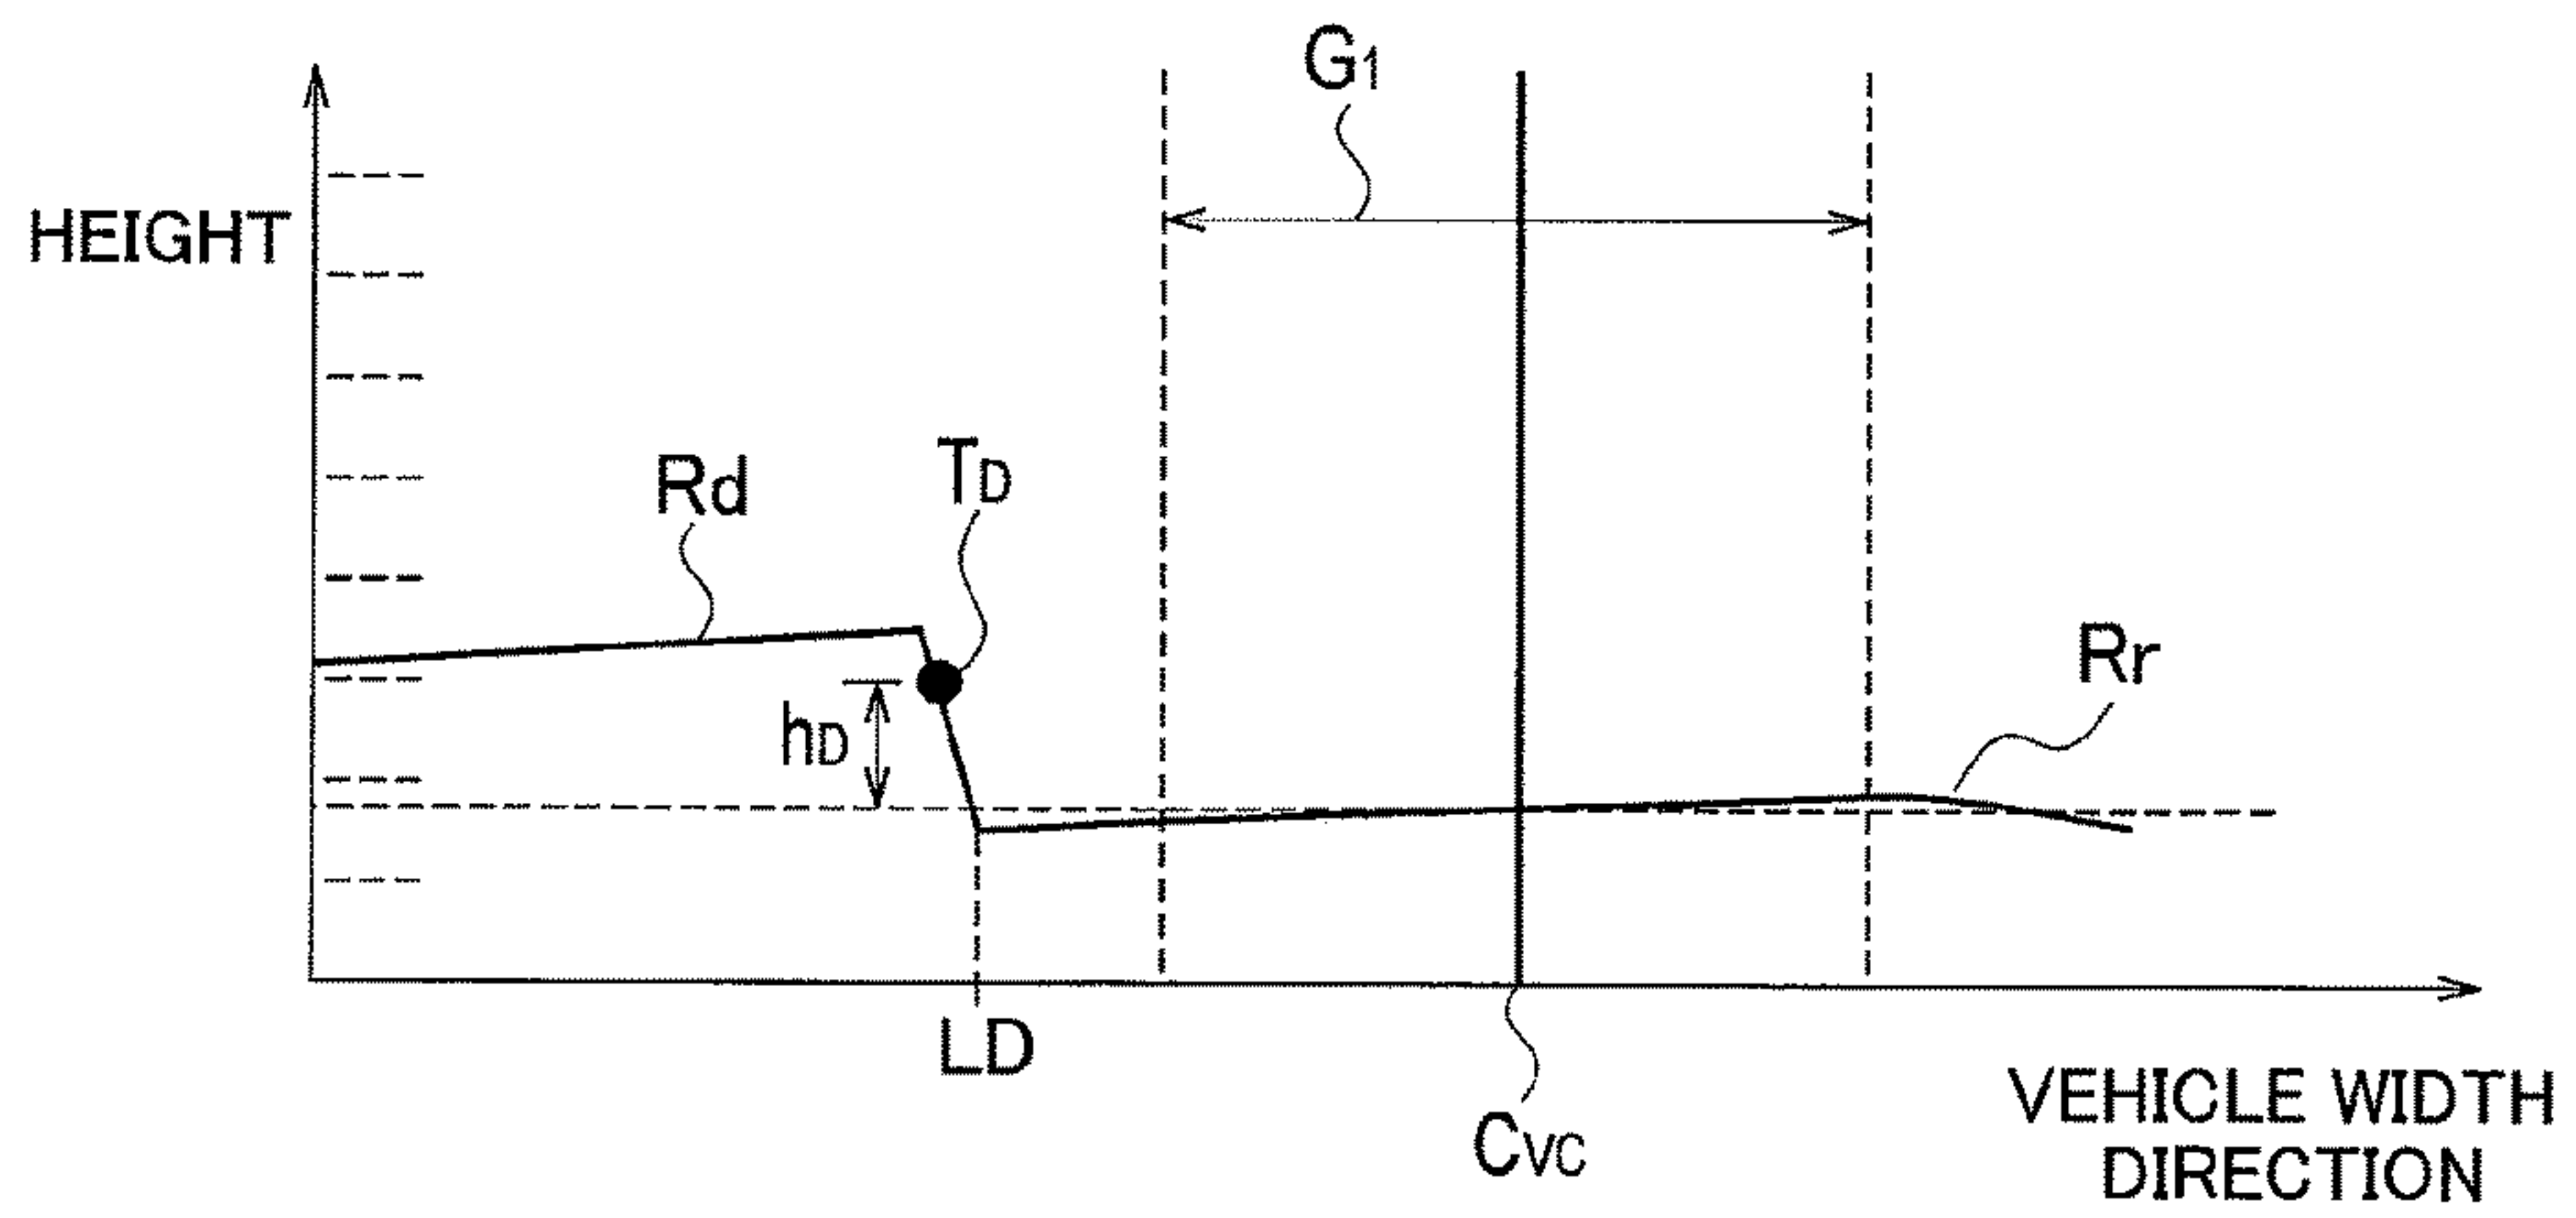 G1
HEIGHT
TD
Rd
Rr
hD
LD
CVC
VEHICLE WIDTH
DIRECTION